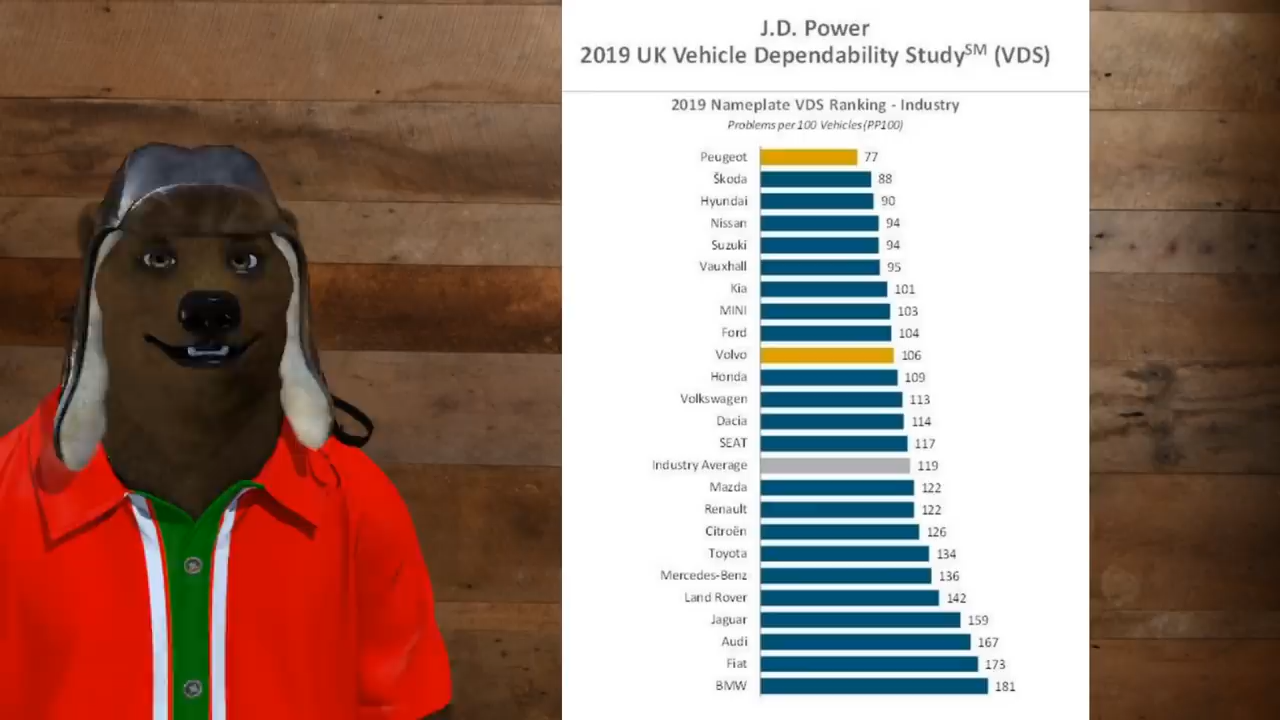 J.D. Power
2019 UK Vehicle Dependability Study℠ (VDS)
2019 Nameplate VDS Ranking - Industry
Problems per 100 Vehicles (PP100)
Peugeot 77
Škoda 88
Hyundai 90
Nissan 94
Suzuki 94
Vauxhall 95
Kia 101
MINI 103
Ford 104
Volvo 106
Honda 109
Volkswagen 113
Dacia 114
SEAT 117
Industry Average 119
Mazda 122
Renault 122
Citroën 126
Toyota 134
Mercedes-Benz 136
Land Rover 142
Jaguar 159
Audi 167
Fiat 173
BMW 181